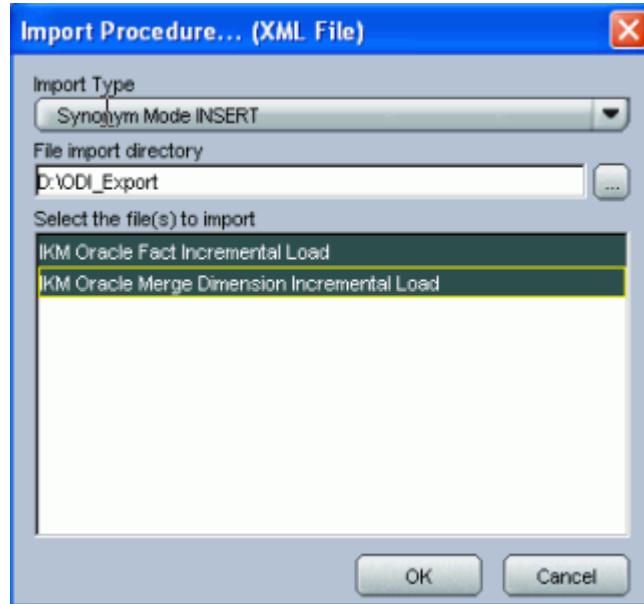 Import Procedure... (XML File)
Import Type
Synonym Mode INSERT
File import directory
D:\ODI_Export
...
Select the file(s) to import
IKM Oracle Fact Incremental Load
IKM Oracle Merge Dimension Incremental Load
OK
Cancel